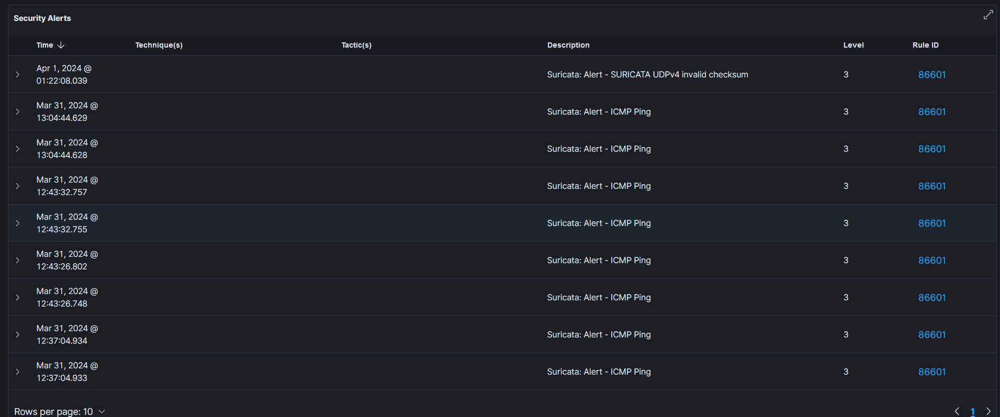 Security Alerts
Time Technique(s) Tactic(s) Description Level Rule ID
Apr 1, 2024 @
01:22:08.039
Suricata: Alert - SURICATA UDPv4 invalid checksum 3 86601
Mar 31, 2024 @
13:04:44.629
Suricata: Alert - ICMP Ping 3 86601
Mar 31, 2024 @
13:04:44.628
Suricata: Alert - ICMP Ping 3 86601
Mar 31, 2024 @
12:43:32.757
Suricata: Alert - ICMP Ping 3 86601
Mar 31, 2024 @
12:43:32.755
Suricata: Alert - ICMP Ping 3 86601
Mar 31, 2024 @
12:43:26.802
Suricata: Alert - ICMP Ping 3 86601
Mar 31, 2024 @
12:43:26.748
Suricata: Alert - ICMP Ping 3 86601
Mar 31, 2024 @
12:37:04.934
Suricata: Alert - ICMP Ping 3 86601
Mar 31, 2024 @
12:37:04.933
Suricata: Alert - ICMP Ping 3 86601
Rows per page: 10 1